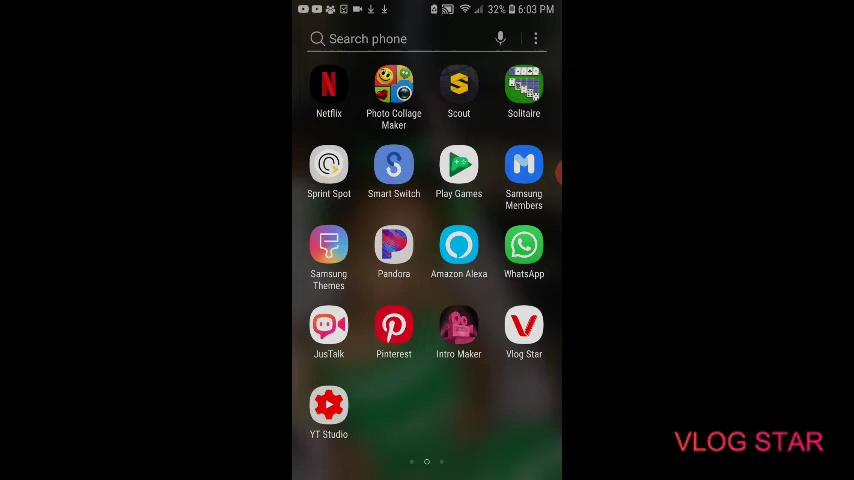 32% 6:03 PM
Search phone
Netflix
Photo Collage
Maker
Scout
Solitaire
Sprint Spot
Smart Switch
Play Games
Samsung
Members
Samsung
Themes
Pandora
Amazon Alexa
WhatsApp
JusTalk
Pinterest
Intro Maker
Vlog Star
YT Studio
VLOG STAR